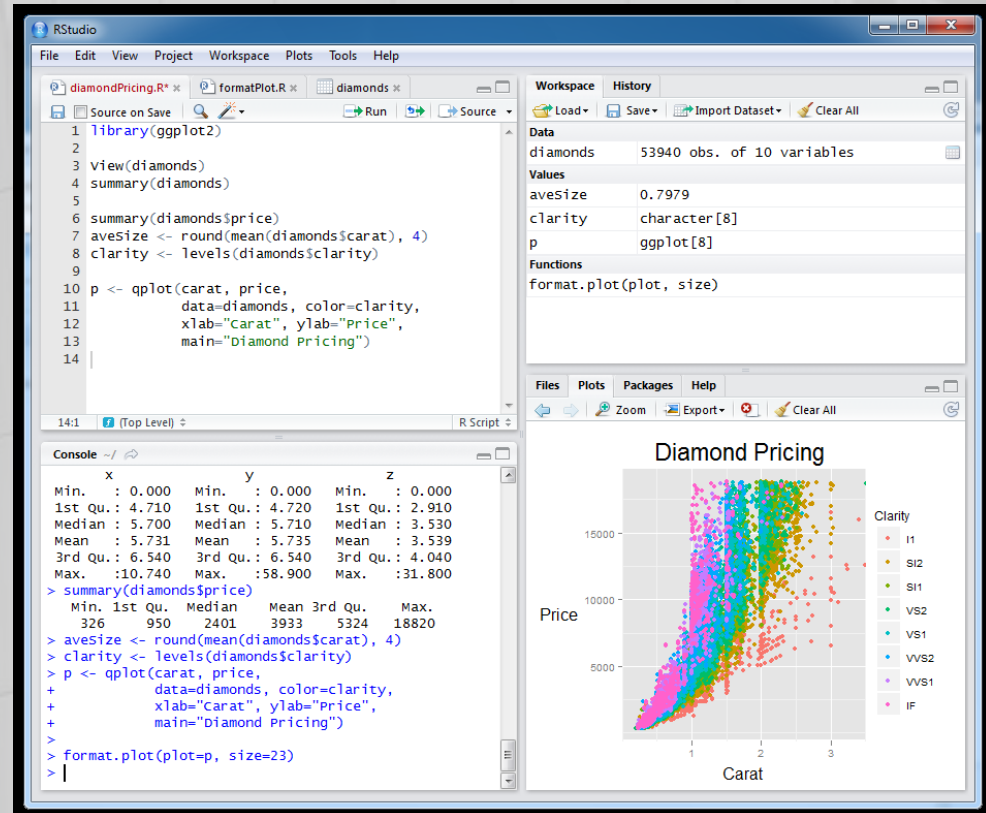 RStudio
File Edit View Project Workspace Plots Tools Help
diamondPricing.R* × formatPlot.R × diamonds ×
Source on Save Run Source
1 library(ggplot2)
2
3 View(diamonds)
4 summary(diamonds)
5
6 summary(diamonds$price)
7 aveSize <- round(mean(diamonds$carat), 4)
8 clarity <- levels(diamonds$clarity)
9
10 p <- qplot(carat, price,
11 data=diamonds, color=clarity,
12 xlab="Carat", ylab="Price",
13 main="Diamond Pricing")
14
14:1 (Top Level) R Script
Console ~/
x y z
Min. : 0.000 Min. : 0.000 Min. : 0.000
1st Qu.: 4.710 1st Qu.: 4.720 1st Qu.: 2.910
Median : 5.700 Median : 5.710 Median : 3.530
Mean : 5.731 Mean : 5.735 Mean : 3.539
3rd Qu.: 6.540 3rd Qu.: 6.540 3rd Qu.: 4.040
Max. :10.740 Max. :58.900 Max. :31.800
> summary(diamonds$price)
Min. 1st Qu. Median Mean 3rd Qu. Max.
326 950 2401 3933 5324 18820
> aveSize <- round(mean(diamonds$carat), 4)
> clarity <- levels(diamonds$clarity)
> p <- qplot(carat, price,
+ data=diamonds, color=clarity,
+ xlab="Carat", ylab="Price",
+ main="Diamond Pricing")
>
> format.plot(plot=p, size=23)
>
Workspace History
Load Save Import Dataset Clear All
Data
diamonds 53940 obs. of 10 variables
Values
aveSize 0.7979
clarity character[8]
p ggplot[8]
Functions
format.plot(plot, size)
Files Plots Packages Help
Zoom Export Clear All
Diamond Pricing
Price
15000
10000
5000
1 2 3
Carat
Clarity
I1
SI2
SI1
VS2
VS1
VVS2
VVS1
IF